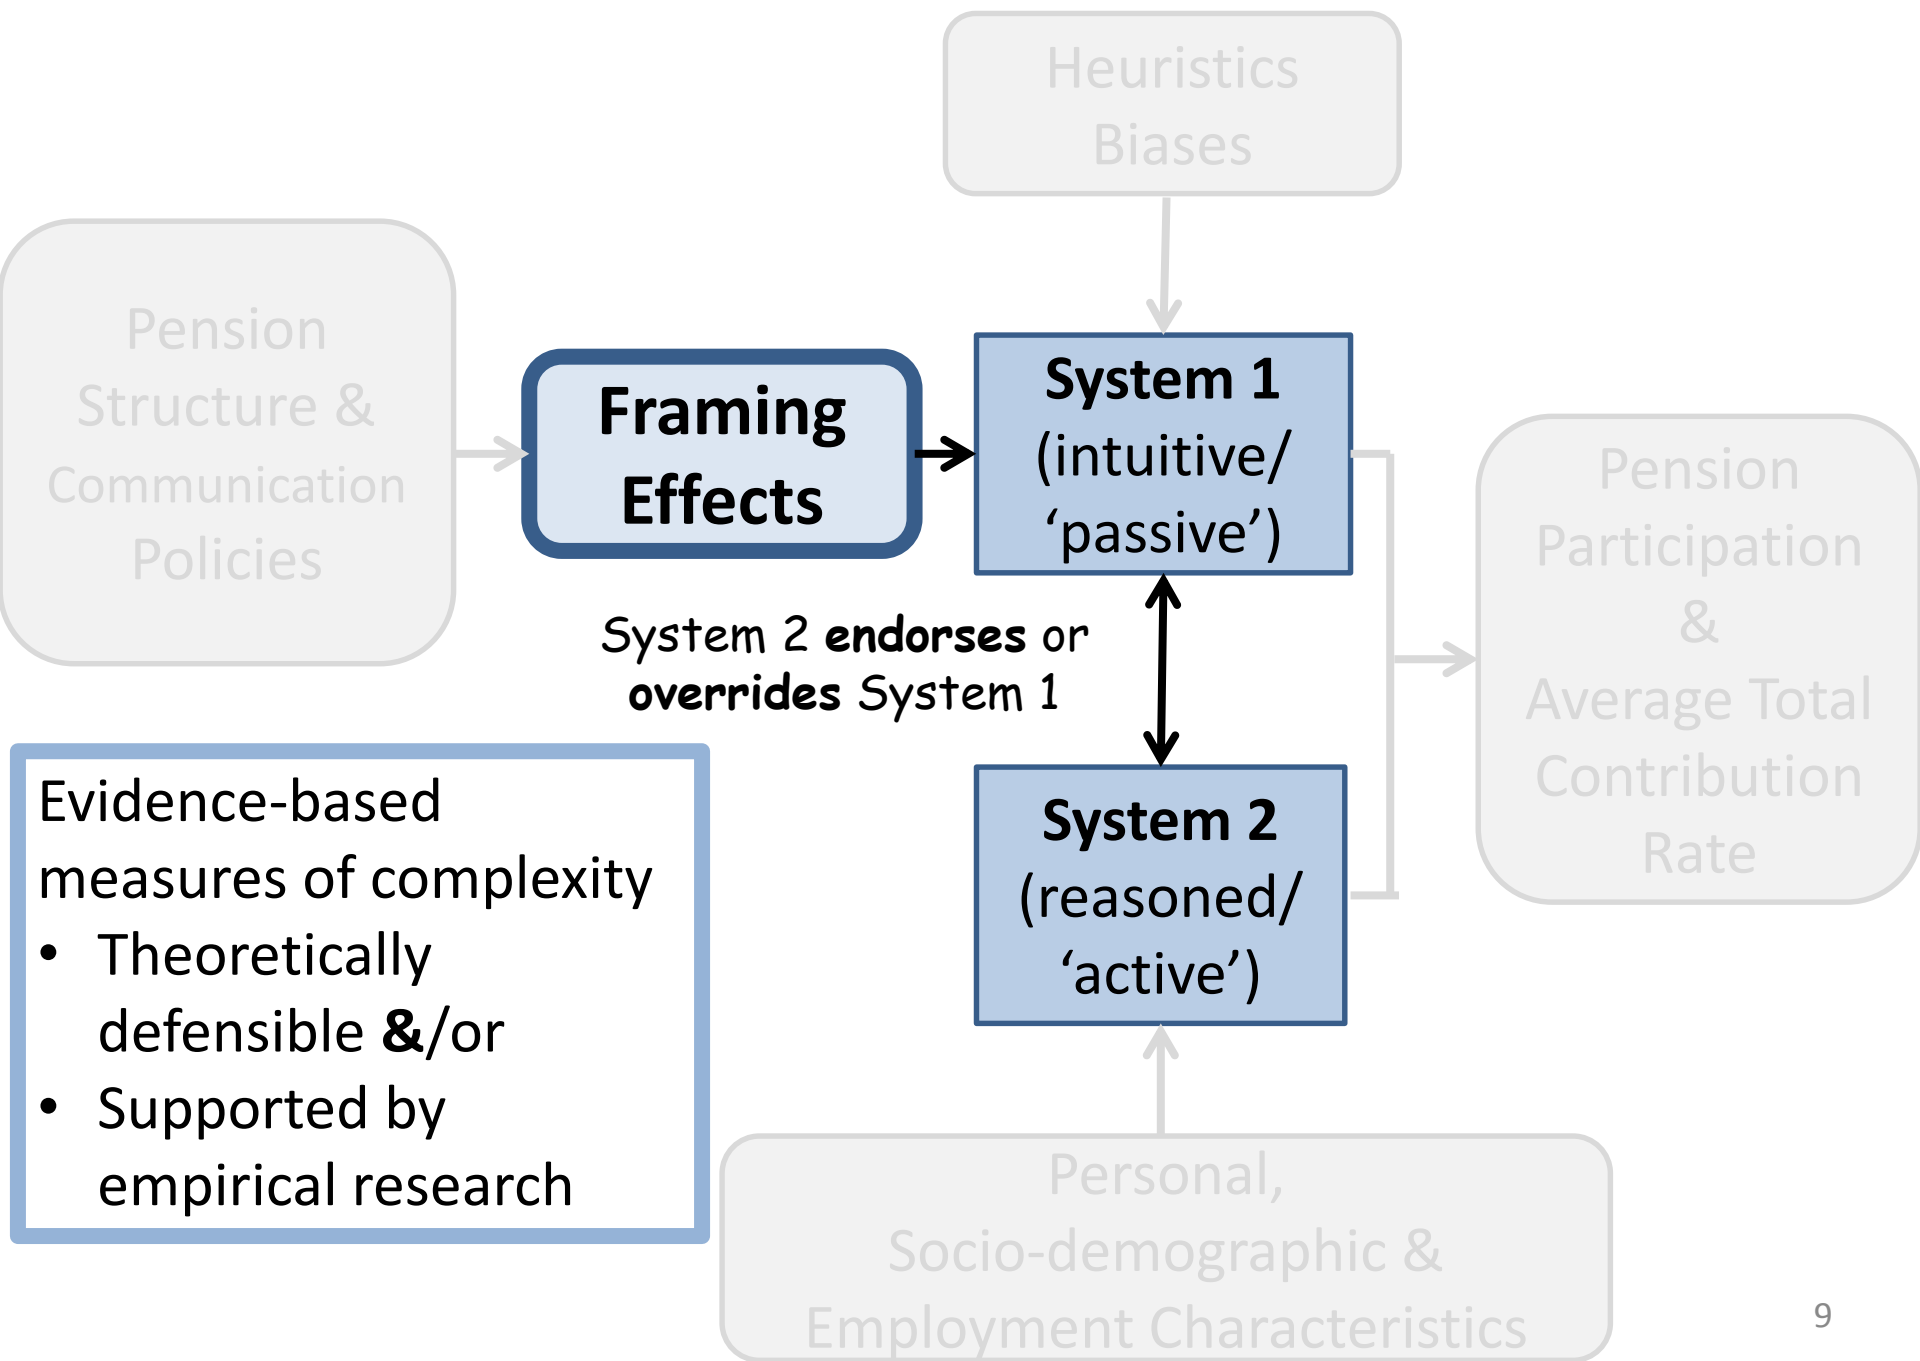 Heuristics
Biases
Pension
Structure &
Communication
Policies
Framing
Effects
System 1
(intuitive/
‘passive’)
Pension
Participation
&
Average Total
Contribution
Rate
System 2 endorses or
overrides System 1
System 2
(reasoned/
‘active’)
Evidence-based
measures of complexity
• Theoretically
defensible &/or
• Supported by
empirical research
Personal,
Socio-demographic &
Employment Characteristics
9